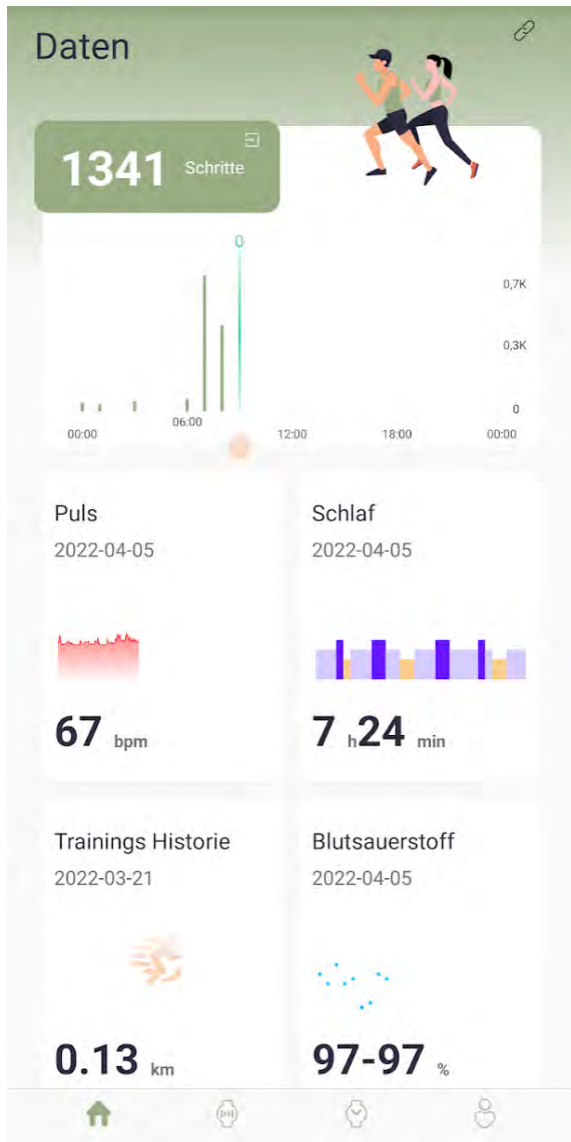 Daten
1341 Schritte
0
0,7K
0,3K
0
00:00 06:00 12:00 18:00 00:00
Puls
2022-04-05
67 bpm
Schlaf
2022-04-05
7 h 24 min
Trainings Historie
2022-03-21
0.13 km
Blutsauerstoff
2022-04-05
97-97 %